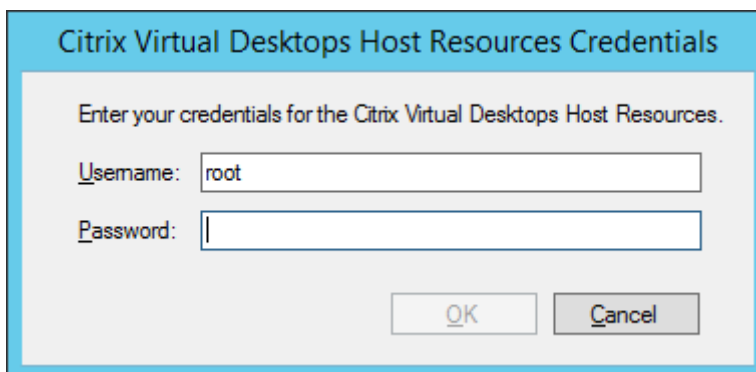 Citrix Virtual Desktops Host Resources Credentials
Enter your credentials for the Citrix Virtual Desktops Host Resources.
Username: root
Password:
OK Cancel